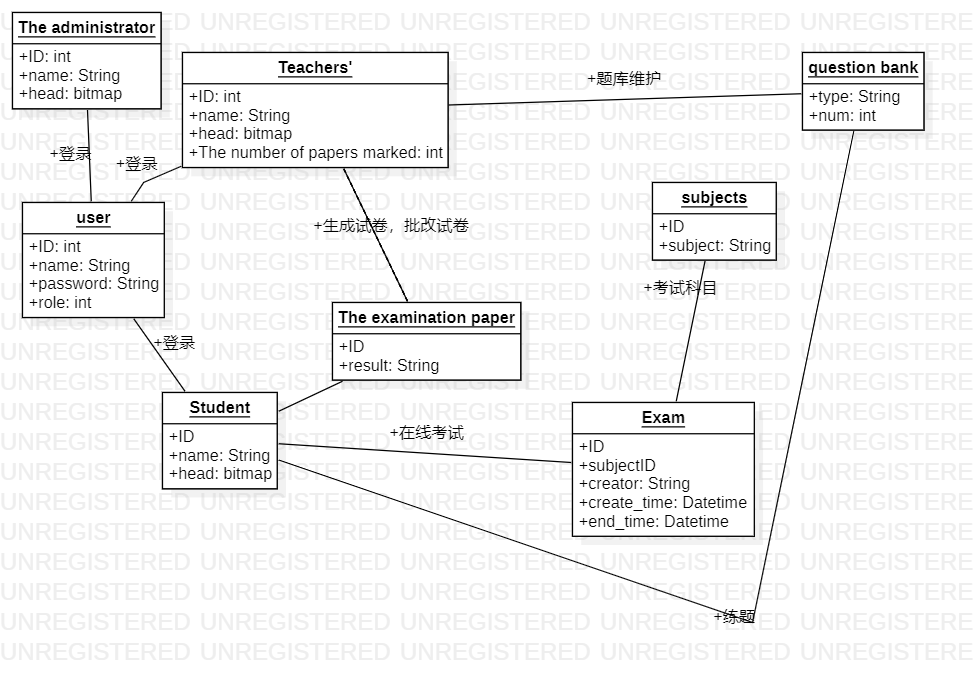 The administrator
+ID: int
+name: String
+head: bitmap
Teachers'
+ID: int
+name: String
+head: bitmap
+The number of papers marked: int
+题库维护
question bank
+type: String
+num: int
+登录
+登录
user
+ID: int
+name: String
+password: String
+role: int
+生成试卷，批改试卷
subjects
+ID
+subject: String
+考试科目
+登录
The examination paper
+ID
+result: String
Student
+ID
+name: String
+head: bitmap
+在线考试
Exam
+ID
+subjectID
+creator: String
+create_time: Datetime
+end_time: Datetime
+练题
UNREGISTERED